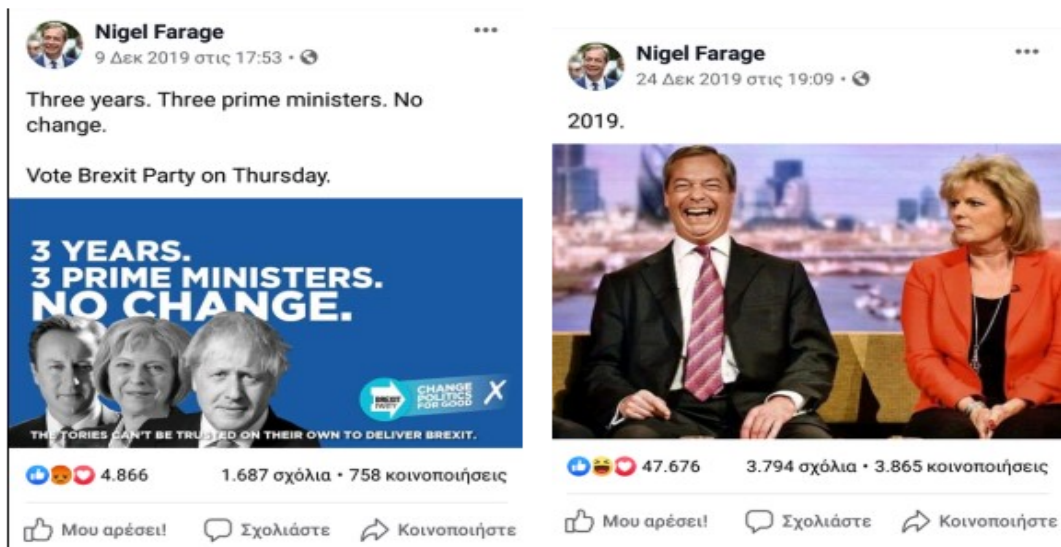 Nigel Farage
9 Δεκ 2019 στις 17:53 •
Three years. Three prime ministers. No
change.
Vote Brexit Party on Thursday.
3 YEARS.
3 PRIME MINISTERS.
NO CHANGE.
BREXIT
PARTY
CHANGE
POLITICS
FOR GOOD
THE TORIES CAN'T BE TRUSTED ON THEIR OWN TO DELIVER BREXIT.
4.866
1.687 σχόλια • 758 κοινοποιήσεις
Μου αρέσει!
Σχολιάστε
Κοινοποιήστε
Nigel Farage
24 Δεκ 2019 στις 19:09 •
2019.
47.676
3.794 σχόλια • 3.865 κοινοποιήσεις
Μου αρέσει!
Σχολιάστε
Κοινοποιήστε